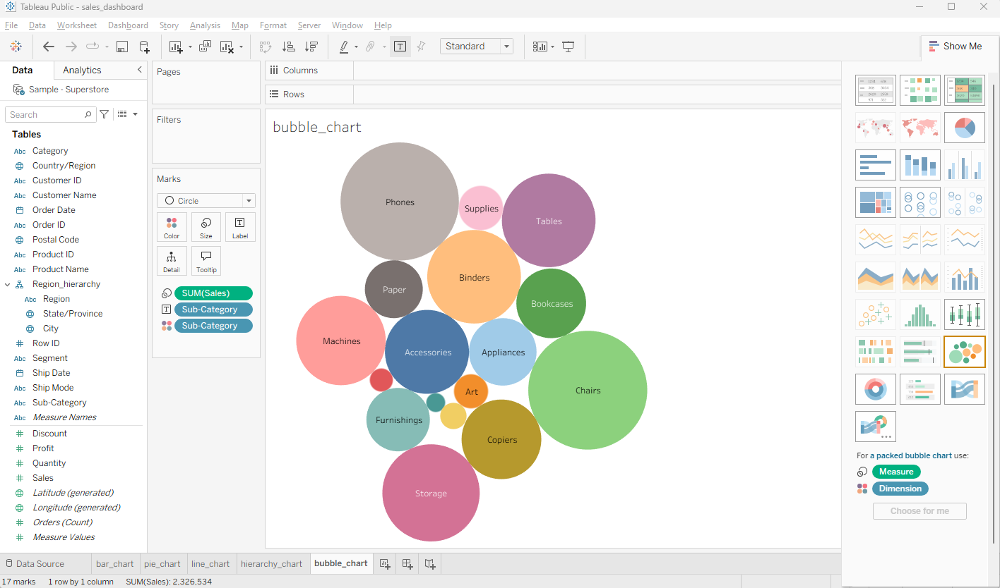 Tableau Public - sales_dashboard
File Data Worksheet Dashboard Story Analysis Map Format Server Window Help
Standard
Show Me
Data Analytics
Sample - Superstore
Search
Tables
Abc Category
Country/Region
Abc Customer ID
Abc Customer Name
Order Date
Abc Order ID
Postal Code
Abc Product ID
Abc Product Name
Region_hierarchy
Abc Region
State/Province
City
Row ID
Abc Segment
Ship Date
Abc Ship Mode
Abc Sub-Category
Abc Measure Names
Discount
Profit
Quantity
Sales
Latitude (generated)
Longitude (generated)
Orders (Count)
Measure Values
Pages
Filters
Marks
Circle
Color Size Label
Detail Tooltip
SUM(Sales)
Sub-Category
Sub-Category
Columns
Rows
bubble_chart
Phones
Supplies
Tables
Binders
Paper
Bookcases
Machines
Accessories
Appliances
Chairs
Art
Furnishings
Copiers
Storage
For a packed bubble chart use:
Measure
Dimension
Choose for me
Data Source bar_chart pie_chart line_chart hierarchy_chart bubble_chart
17 marks 1 row by 1 column SUM(Sales): 2,326,534